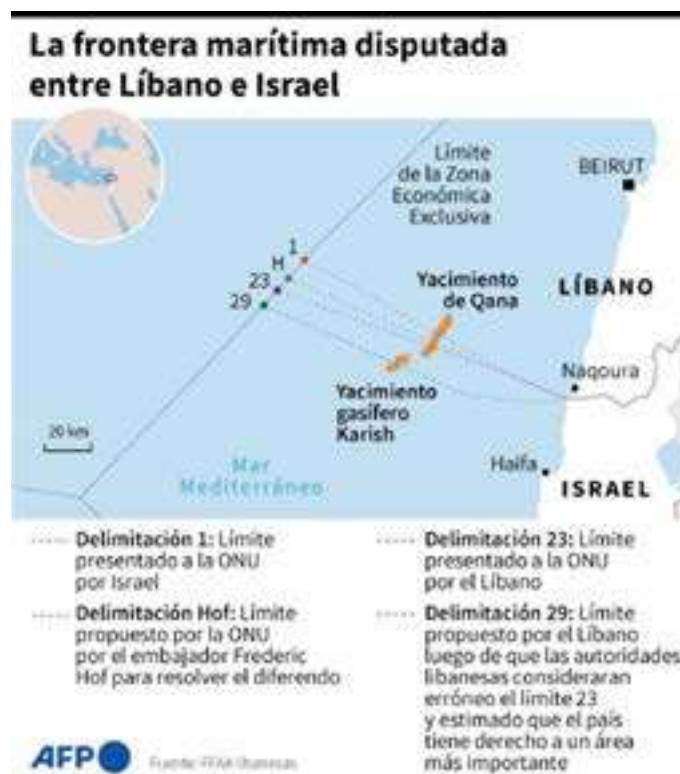 La frontera marítima disputada
entre Líbano e Israel
Límite
de la Zona
Económica
Exclusiva
BEIRUT
1
H
23
29
Yacimiento
de Qana
LÍBANO
Naqoura
Yacimiento
gasífero
Karish
20 km
Mar
Mediterráneo
Haifa
ISRAEL
Delimitación 1: Límite
presentado a la ONU
por Israel
Delimitación Hof: Límite
propuesto por la ONU
por el embajador Frederic
Hof para resolver el diferendo
Delimitación 23: Límite
presentado a la ONU
por el Líbano
Delimitación 29: Límite
propuesto por el Líbano
luego de que las autoridades
libanesas consideraran
erróneo el límite 23
y estimado que el país
tiene derecho a un área
más importante
AFP
Fuente: FFAA libanesas